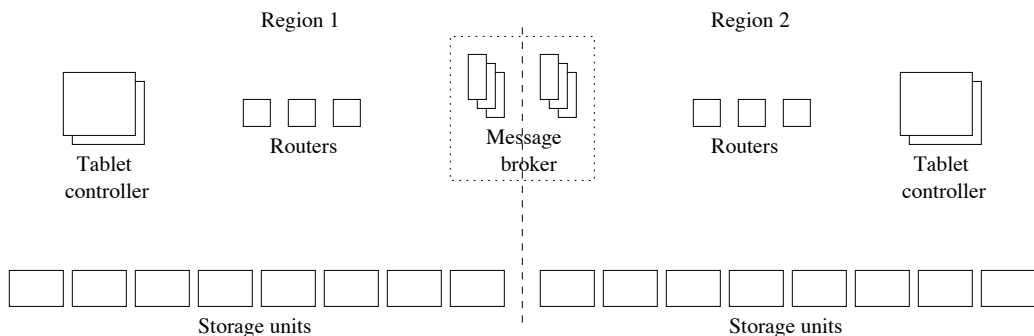 Region 1
Region 2
Routers
Message
broker
Routers
Tablet
controller
Tablet
controller
Storage units
Storage units